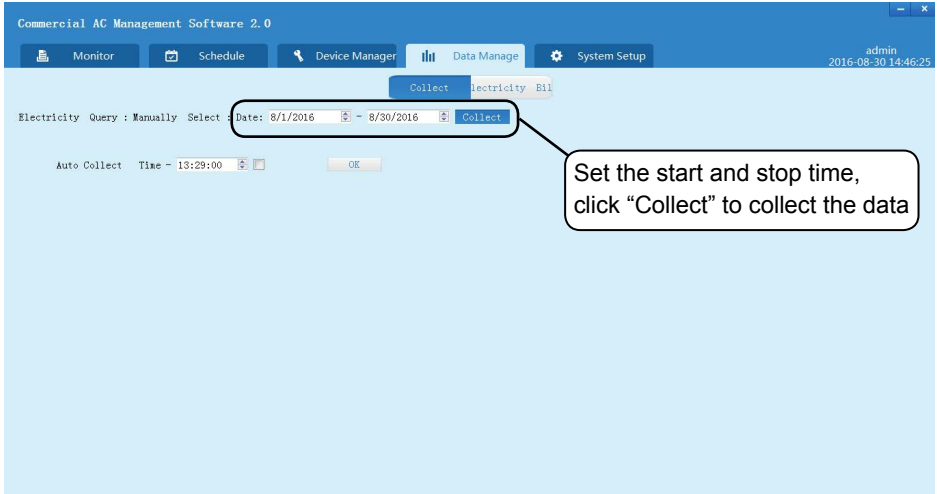 Commercial AC Management Software 2.0
Monitor Schedule Device Manager Data Manage System Setup
admin
2016-08-30 14:46:25
Collect lectricity Bil
Electricity Query : Manually Select : Date: 8/1/2016 - 8/30/2016 Collect
Auto Collect Time - 13:29:00 OK
Set the start and stop time,
click “Collect” to collect the data